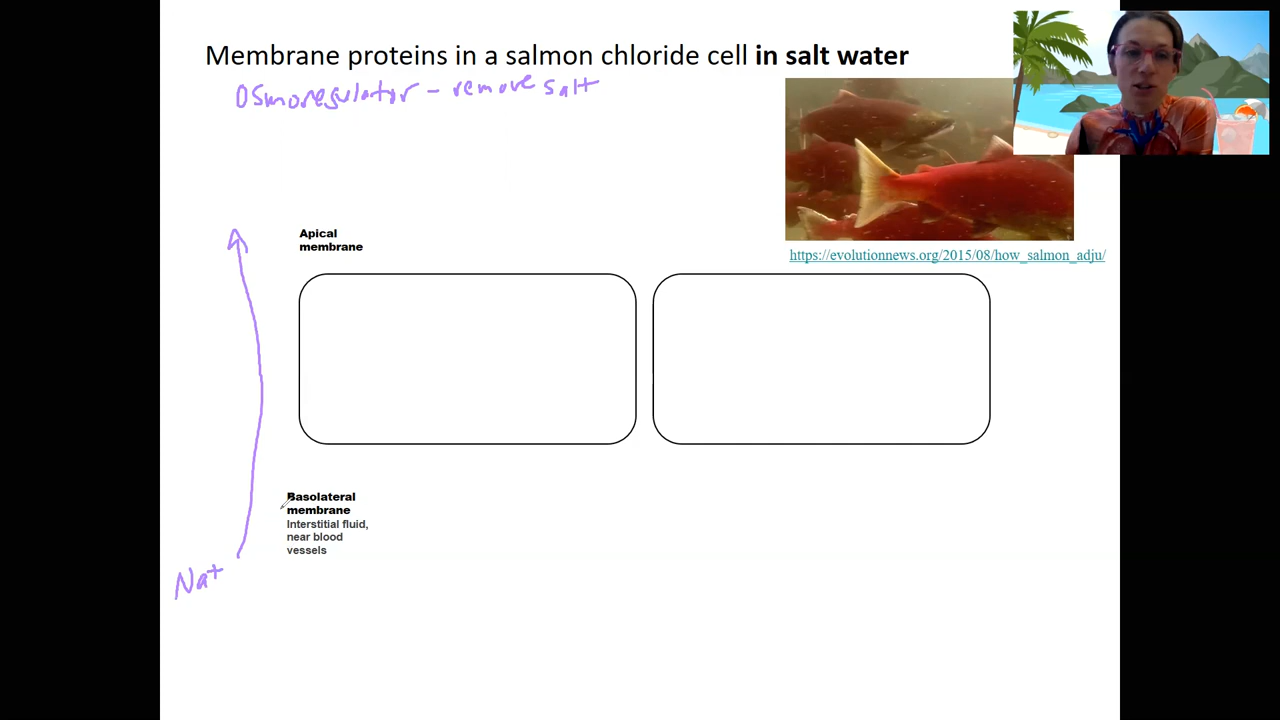 Membrane proteins in a salmon chloride cell in salt water
Osmoregulator - remove salt
https://evolutionnews.org/2015/08/how_salmon_adju/
Apical
membrane
Basolateral
membrane
Interstitial fluid,
near blood
vessels
Na+